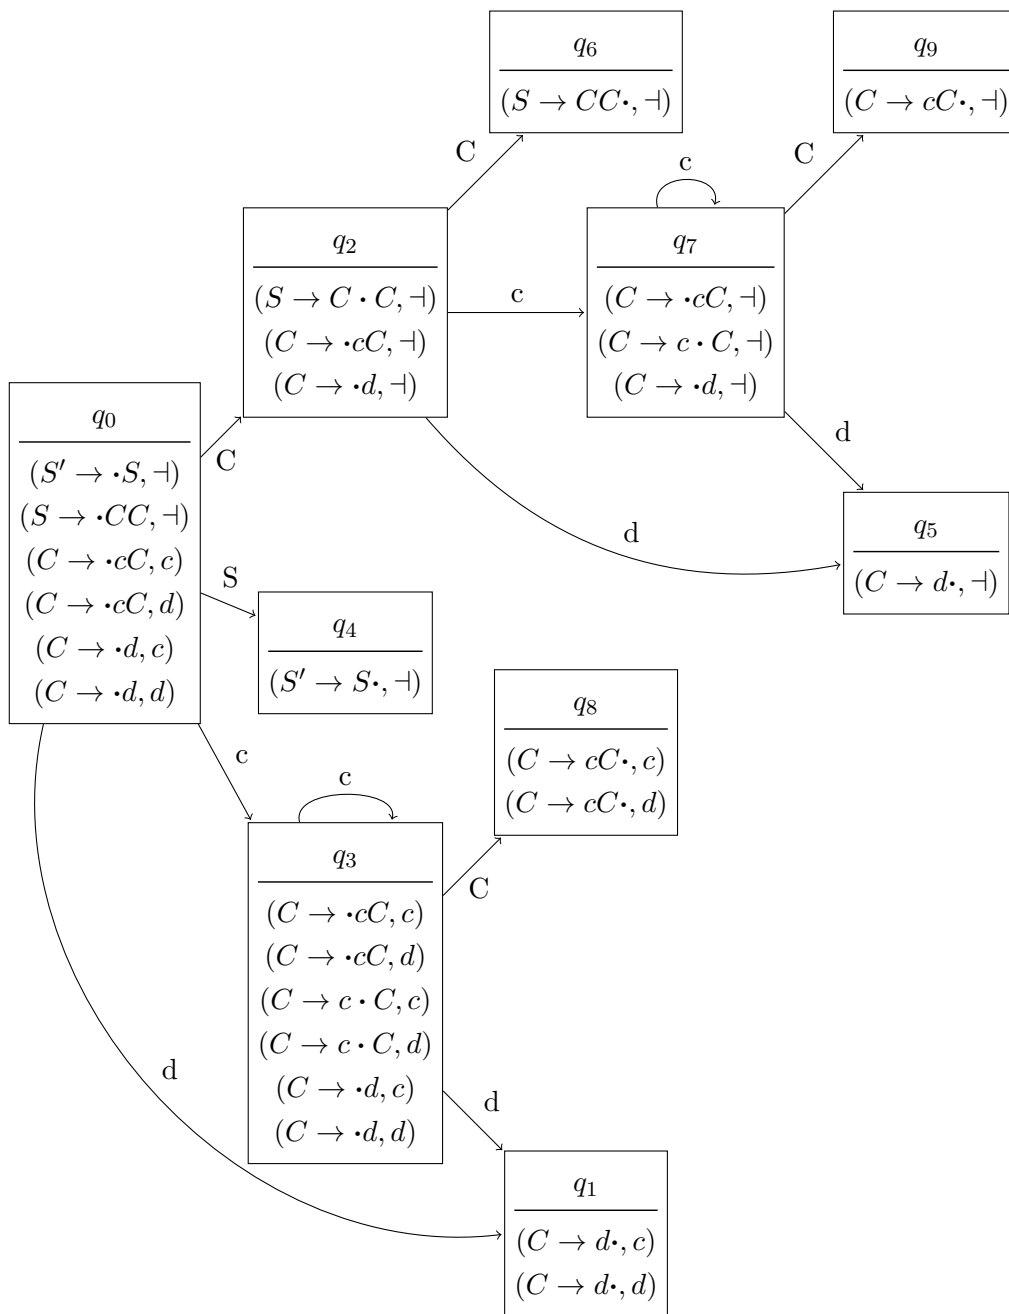 q₆
(S → CC·, ⊣)
q₉
(C → cC·, ⊣)
C
C
c
q₂
(S → C · C, ⊣)
(C → ·cC, ⊣)
(C → ·d, ⊣)
c
q₇
(C → ·cC, ⊣)
(C → c · C, ⊣)
(C → ·d, ⊣)
q₀
(S′ → ·S, ⊣)
(S → ·CC, ⊣)
(C → ·cC, c)
(C → ·cC, d)
(C → ·d, c)
(C → ·d, d)
C
d
d
q₅
(C → d·, ⊣)
S
q₄
(S′ → S·, ⊣)
q₈
(C → cC·, c)
(C → cC·, d)
c
c
q₃
(C → ·cC, c)
(C → ·cC, d)
(C → c · C, c)
(C → c · C, d)
(C → ·d, c)
(C → ·d, d)
C
d
d
q₁
(C → d·, c)
(C → d·, d)